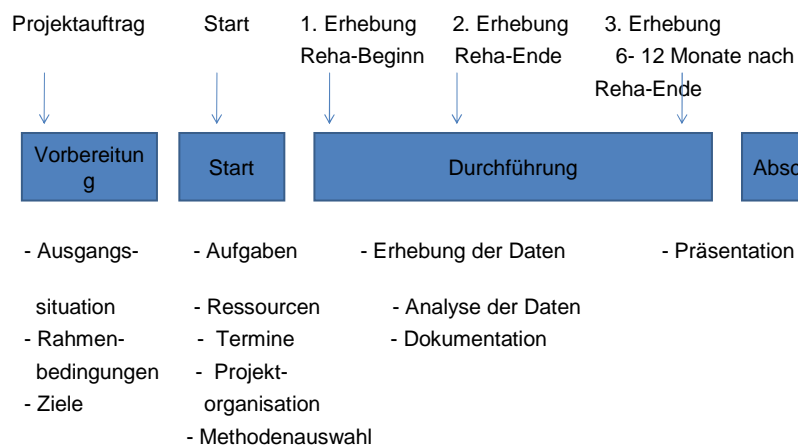 Projektauftrag Start 1. Erhebung 2. Erhebung 3. Erhebung
Reha-Beginn Reha-Ende 6- 12 Monate nach
Reha-Ende
Vorbereitun
g
Start
Durchführung
Absc
- Ausgangs- - Aufgaben - Erhebung der Daten - Präsentation
situation - Ressourcen - Analyse der Daten
- Rahmen- - Termine - Dokumentation
bedingungen - Projekt-
- Ziele organisation
- Methodenauswahl